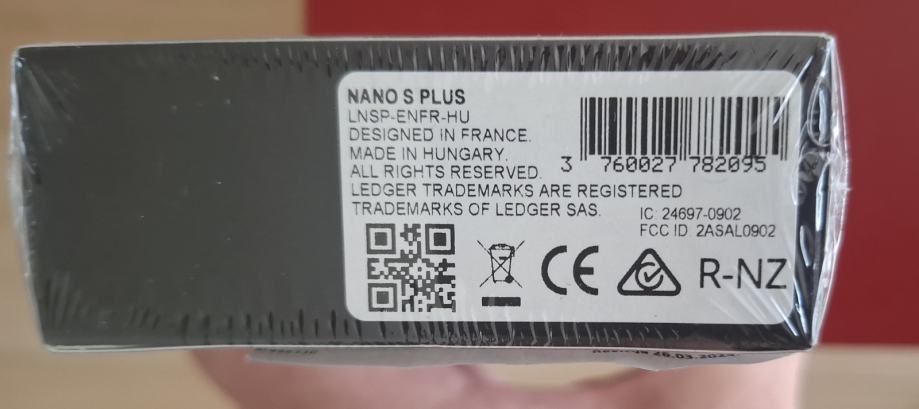 NANO S PLUS
LNSP-ENFR-HU
DESIGNED IN FRANCE.
MADE IN HUNGARY.
ALL RIGHTS RESERVED.
3 760027 782095
LEDGER TRADEMARKS ARE REGISTERED
TRADEMARKS OF LEDGER SAS.
IC: 24697-0902
FCC ID 2ASAL0902
CE
R-NZ